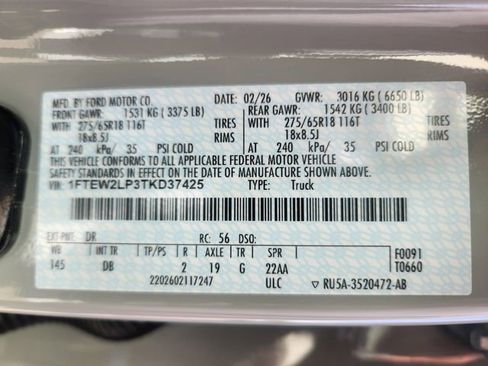 MFD BY FORD MOTOR CO. 02/26 GVWR: 3016 KG ( 6650 LB)
FRONT GAWR: 1531 KG ( 3375 LB) REAR GAWR: 1542 KG ( 3400 LB)
WITH 275/65R18 116T TIRES WITH 275/65R18 116T TIRES
18x8.5J RIMS 18x8.5J RIMS
AT 240 kPa/ 35 PSI COLD AT 240 kPa/ 35 PSI COLD
THIS VEHICLE CONFORMS TO ALL APPLICABLE FEDERAL MOTOR VEHICLE
SAFETY STANDARDS IN EFFECT ON THE DATE OF MANUFACTURE SHOWN ABOVE.
VIN: 1FTEW2LP3TKD37425 TYPE: Truck
EXT PNT: DR RC: 56 DSO:
WB INT TR TP/PS R AXLE TR SPR F0091
145 DB 2 19 G 22AA T0660
2202602117247 ULC ▽ RU5A-3520472-AB